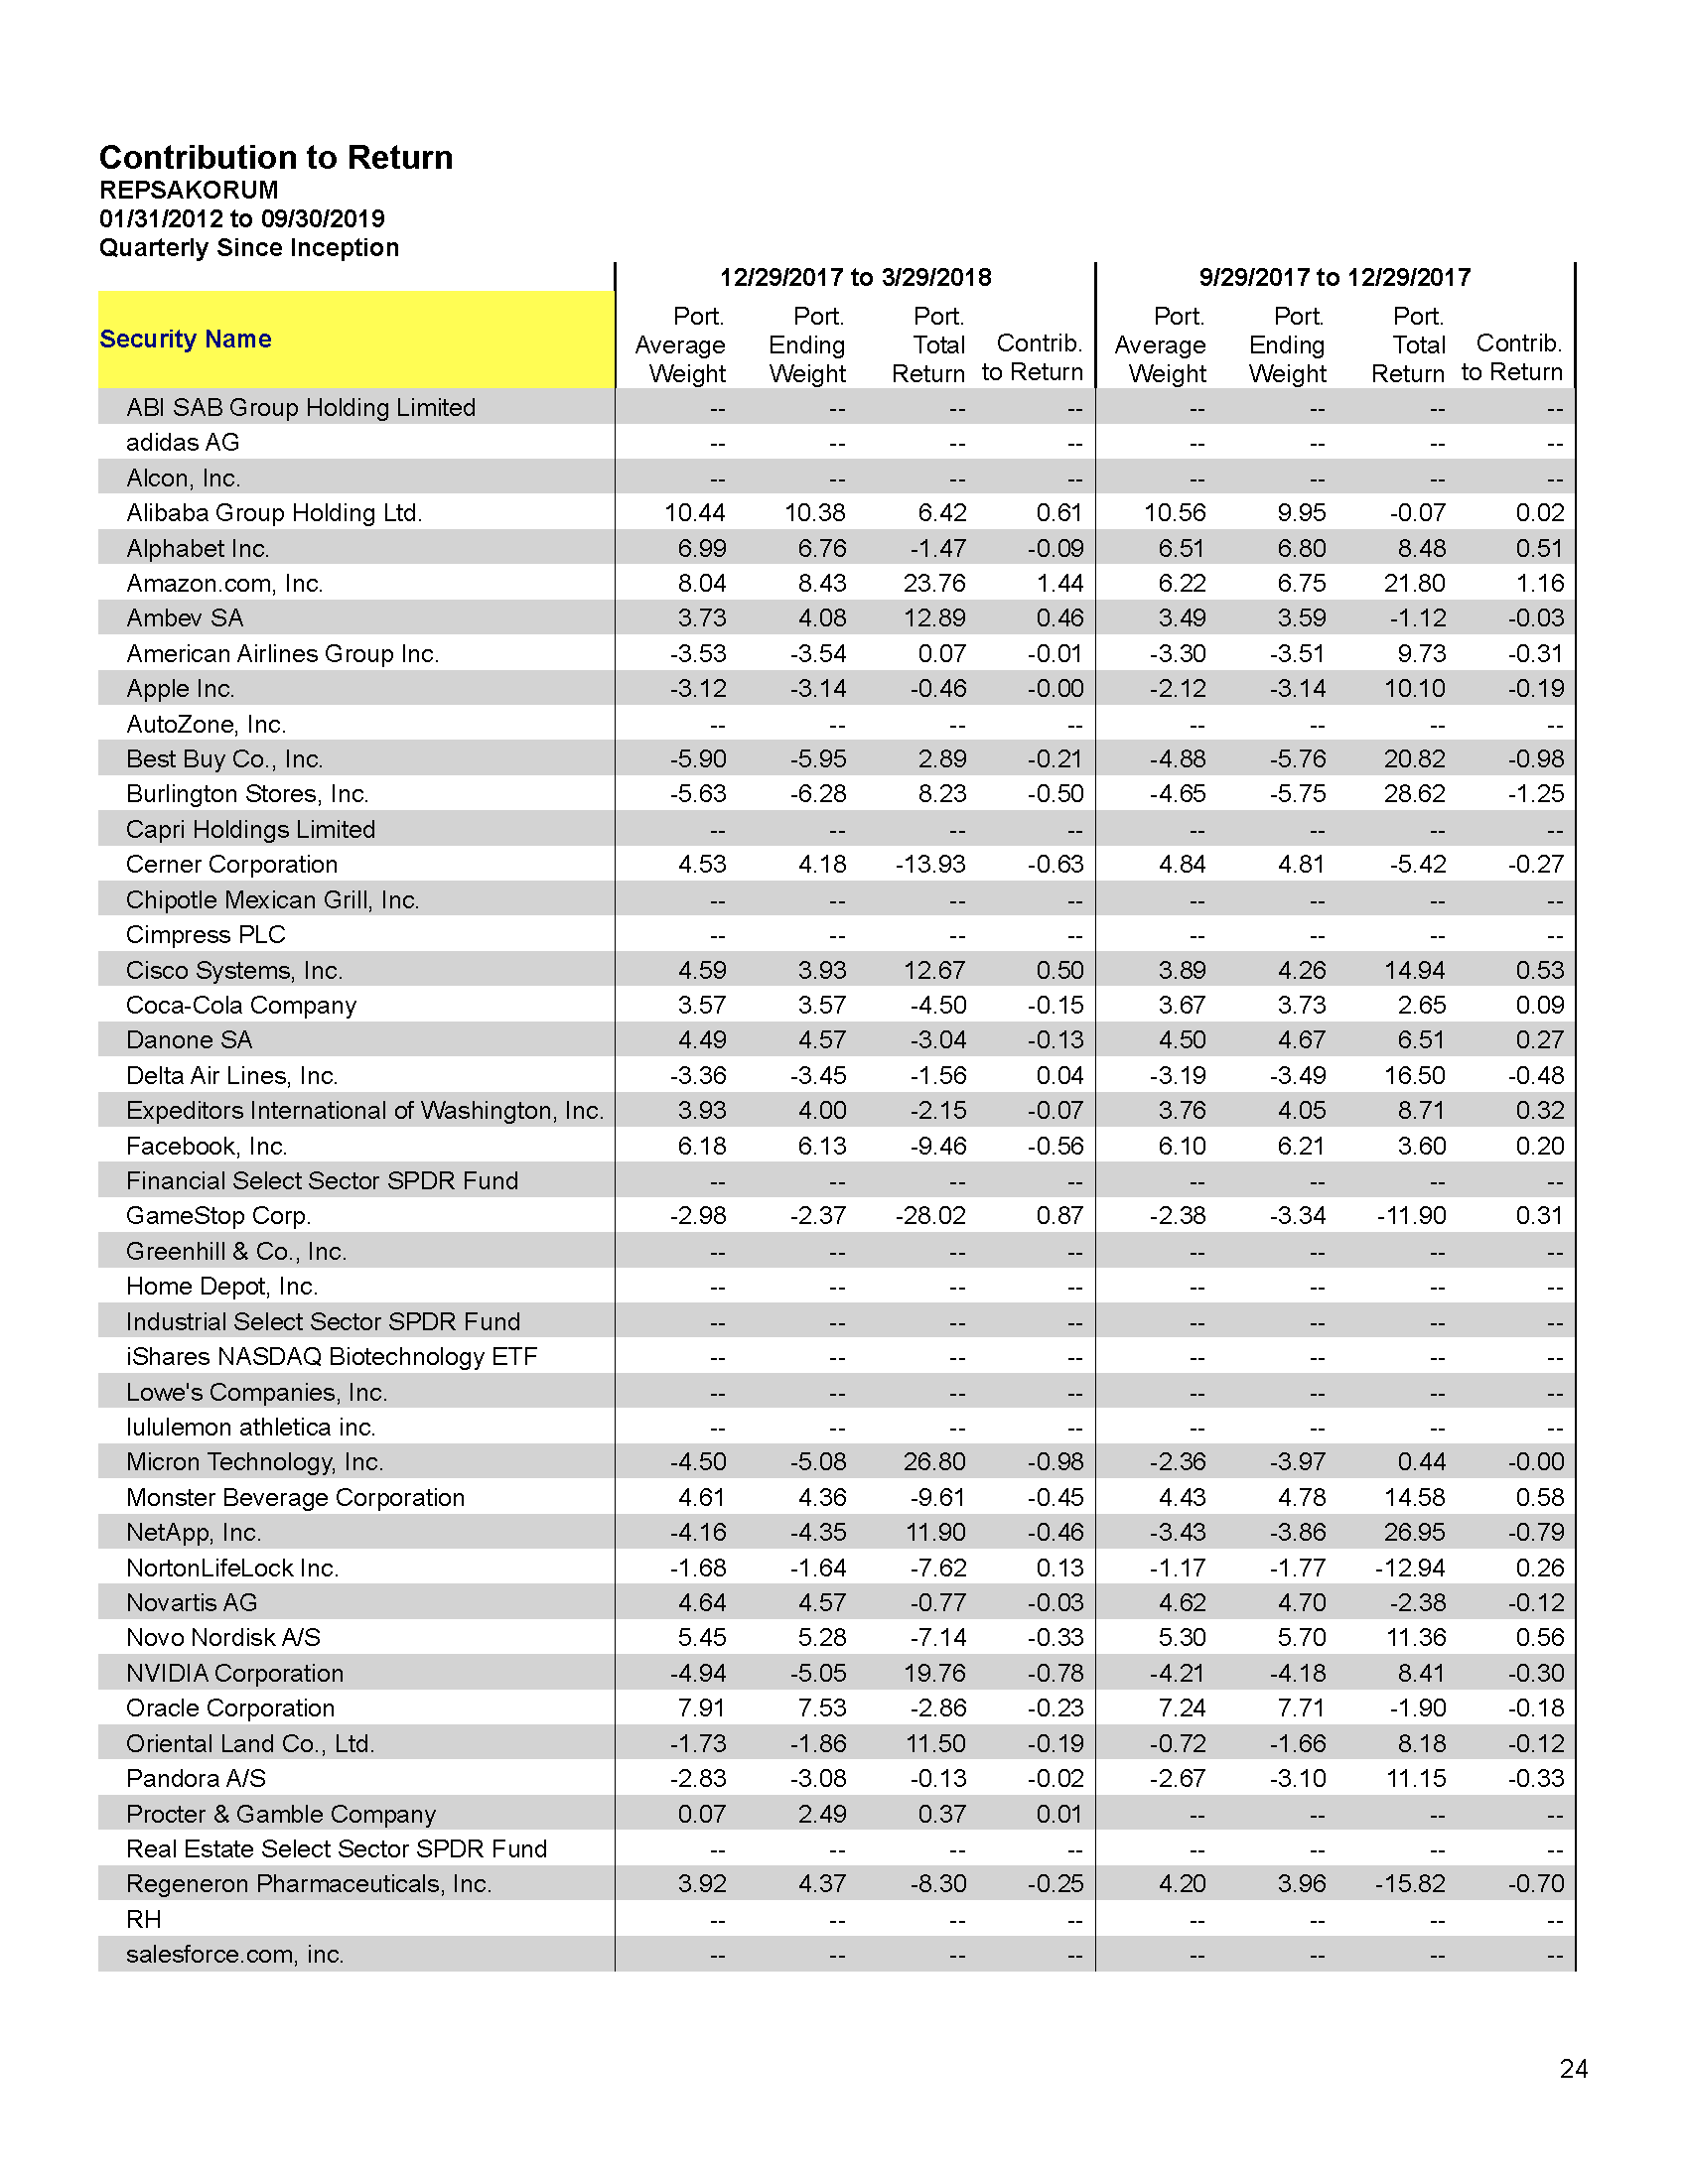 Contribution to Return
REPSAKORUM
01/31/2012 to 09/30/2019
Quarterly Since Inception
12/29/2017 to 3/29/2018 9/29/2017 to 12/29/2017
Security Name Port. Average Weight Port. Ending Weight Port. Total Return Contrib. to Return Port. Average Weight Port. Ending Weight Port. Total Return Contrib. to Return
ABI SAB Group Holding Limited -- -- -- -- -- -- -- --
adidas AG -- -- -- -- -- -- -- --
Alcon, Inc. -- -- -- -- -- -- -- --
Alibaba Group Holding Ltd. 10.44 10.38 6.42 0.61 10.56 9.95 -0.07 0.02
Alphabet Inc. 6.99 6.76 -1.47 -0.09 6.51 6.80 8.48 0.51
Amazon.com, Inc. 8.04 8.43 23.76 1.44 6.22 6.75 21.80 1.16
Ambev SA 3.73 4.08 12.89 0.46 3.49 3.59 -1.12 -0.03
American Airlines Group Inc. -3.53 -3.54 0.07 -0.01 -3.30 -3.51 9.73 -0.31
Apple Inc. -3.12 -3.14 -0.46 -0.00 -2.12 -3.14 10.10 -0.19
AutoZone, Inc. -- -- -- -- -- -- -- --
Best Buy Co., Inc. -5.90 -5.95 2.89 -0.21 -4.88 -5.76 20.82 -0.98
Burlington Stores, Inc. -5.63 -6.28 8.23 -0.50 -4.65 -5.75 28.62 -1.25
Capri Holdings Limited -- -- -- -- -- -- -- --
Cerner Corporation 4.53 4.18 -13.93 -0.63 4.84 4.81 -5.42 -0.27
Chipotle Mexican Grill, Inc. -- -- -- -- -- -- -- --
Cimpress PLC -- -- -- -- -- -- -- --
Cisco Systems, Inc. 4.59 3.93 12.67 0.50 3.89 4.26 14.94 0.53
Coca-Cola Company 3.57 3.57 -4.50 -0.15 3.67 3.73 2.65 0.09
Danone SA 4.49 4.57 -3.04 -0.13 4.50 4.67 6.51 0.27
Delta Air Lines, Inc. -3.36 -3.45 -1.56 0.04 -3.19 -3.49 16.50 -0.48
Expeditors International of Washington, Inc. 3.93 4.00 -2.15 -0.07 3.76 4.05 8.71 0.32
Facebook, Inc. 6.18 6.13 -9.46 -0.56 6.10 6.21 3.60 0.20
Financial Select Sector SPDR Fund -- -- -- -- -- -- -- --
GameStop Corp. -2.98 -2.37 -28.02 0.87 -2.38 -3.34 -11.90 0.31
Greenhill & Co., Inc. -- -- -- -- -- -- -- --
Home Depot, Inc. -- -- -- -- -- -- -- --
Industrial Select Sector SPDR Fund -- -- -- -- -- -- -- --
iShares NASDAQ Biotechnology ETF -- -- -- -- -- -- -- --
Lowe's Companies, Inc. -- -- -- -- -- -- -- --
lululemon athletica inc. -- -- -- -- -- -- -- --
Micron Technology, Inc. -4.50 -5.08 26.80 -0.98 -2.36 -3.97 0.44 -0.00
Monster Beverage Corporation 4.61 4.36 -9.61 -0.45 4.43 4.78 14.58 0.58
NetApp, Inc. -4.16 -4.35 11.90 -0.46 -3.43 -3.86 26.95 -0.79
NortonLifeLock Inc. -1.68 -1.64 -7.62 0.13 -1.17 -1.77 -12.94 0.26
Novartis AG 4.64 4.57 -0.77 -0.03 4.62 4.70 -2.38 -0.12
Novo Nordisk A/S 5.45 5.28 -7.14 -0.33 5.30 5.70 11.36 0.56
NVIDIA Corporation -4.94 -5.05 19.76 -0.78 -4.21 -4.18 8.41 -0.30
Oracle Corporation 7.91 7.53 -2.86 -0.23 7.24 7.71 -1.90 -0.18
Oriental Land Co., Ltd. -1.73 -1.86 11.50 -0.19 -0.72 -1.66 8.18 -0.12
Pandora A/S -2.83 -3.08 -0.13 -0.02 -2.67 -3.10 11.15 -0.33
Procter & Gamble Company 0.07 2.49 0.37 0.01 -- -- -- --
Real Estate Select Sector SPDR Fund -- -- -- -- -- -- -- --
Regeneron Pharmaceuticals, Inc. 3.92 4.37 -8.30 -0.25 4.20 3.96 -15.82 -0.70
RH -- -- -- -- -- -- -- --
salesforce.com, inc. -- -- -- -- -- -- -- --
24